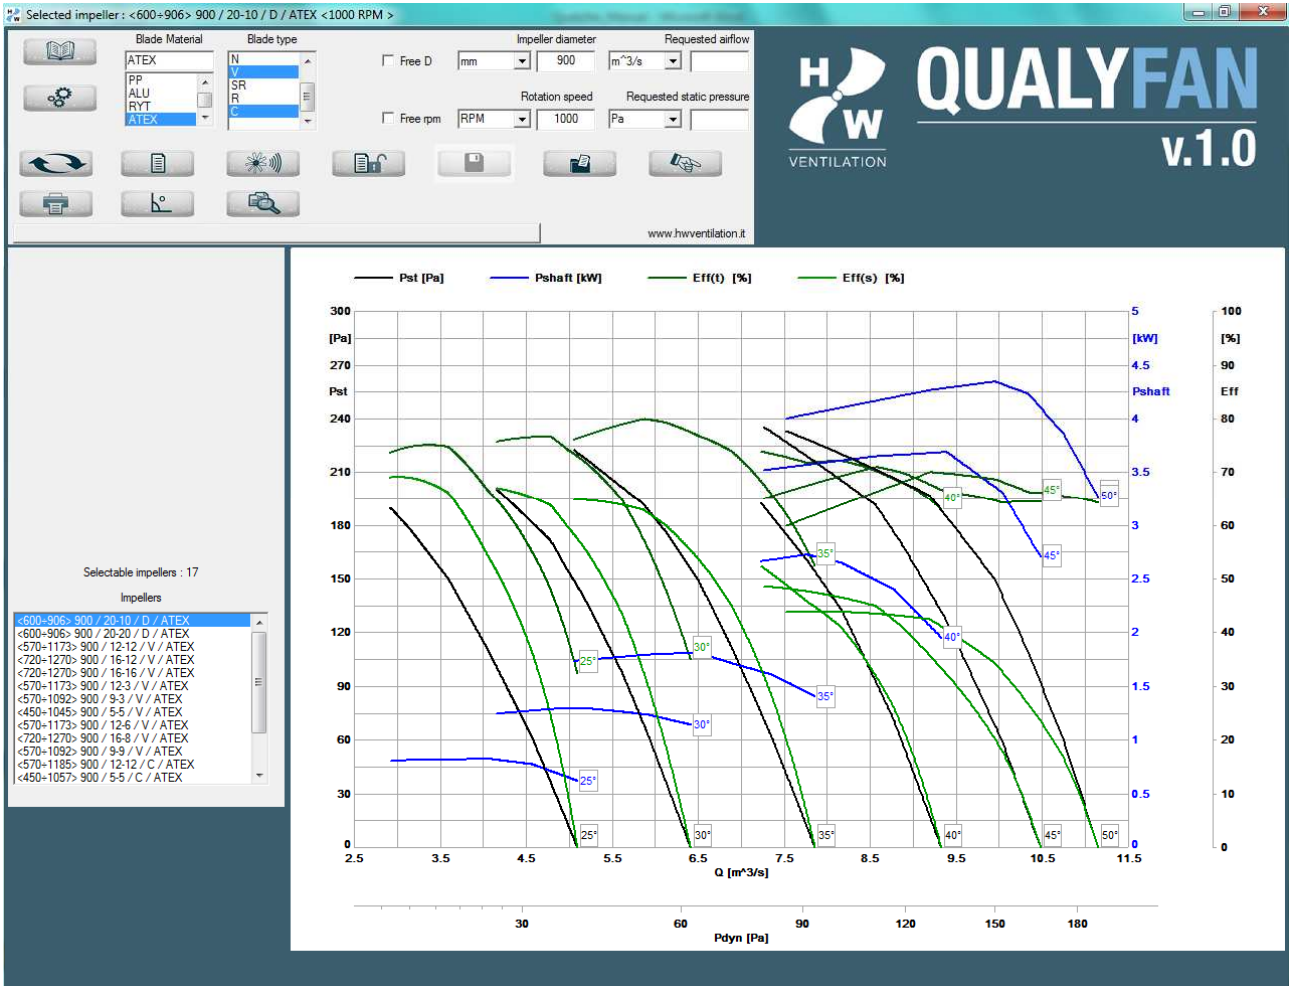 Selected impeller : <600÷906> 900 / 20-10 / D / ATEX <1000 RPM >
Blade Material
Blade type
Impeller diameter
Requested airflow
ATEX
PP
ALU
RYT
ATEX
N
V
SR
R
C
Free D
mm
900
m^3/s
Rotation speed
Requested static pressure
Free rpm
RPM
1000
Pa
www.hwventilation.it
H W
VENTILATION
QUALYFAN
v.1.0
Selectable impellers : 17
Impellers
<600÷906> 900 / 20-10 / D / ATEX
<600÷906> 900 / 20-20 / D / ATEX
<570÷1173> 900 / 12-12 / V / ATEX
<720÷1270> 900 / 16-12 / V / ATEX
<720÷1270> 900 / 16-16 / V / ATEX
<570÷1173> 900 / 12-3 / V / ATEX
<570÷1092> 900 / 9-3 / V / ATEX
<450÷1045> 900 / 5-5 / V / ATEX
<570÷1173> 900 / 12-6 / V / ATEX
<720÷1270> 900 / 16-8 / V / ATEX
<570÷1092> 900 / 9-9 / V / ATEX
<570÷1185> 900 / 12-12 / C / ATEX
<450÷1057> 900 / 5-5 / C / ATEX
Pst [Pa]
Pshaft [kW]
Eff(t) [%]
Eff(s) [%]
300
[Pa]
270
Pst
240
210
180
150
120
90
60
30
0
5
[kW]
4.5
Pshaft
4
3.5
3
2.5
2
1.5
1
0.5
0
100
[%]
90
Eff
80
70
60
50
40
30
20
10
0
40°
45°
50°
35°
45°
25°
30°
40°
35°
30°
25°
25°
30°
35°
40°
45°
50°
2.5
3.5
4.5
5.5
6.5
7.5
8.5
9.5
10.5
11.5
Q [m^3/s]
30
60
90
120
150
180
Pdyn [Pa]